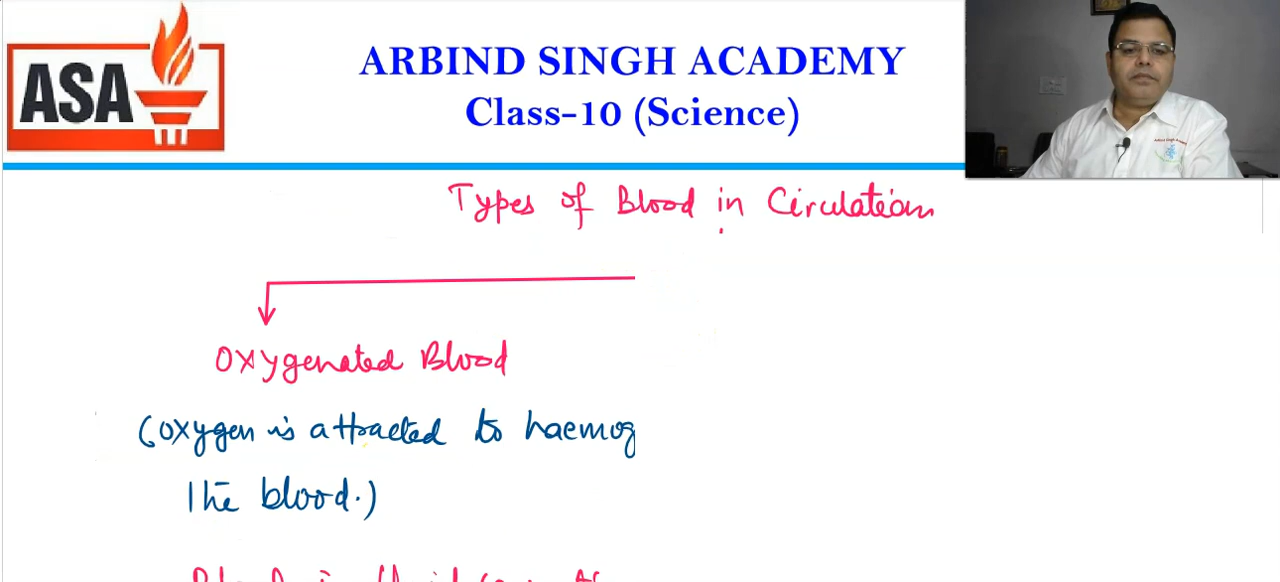 ASA
ARBIND SINGH ACADEMY
Class-10 (Science)
Types of Blood in Circulation
Oxygenated Blood
(oxygen is attracted to haemog
the blood.)